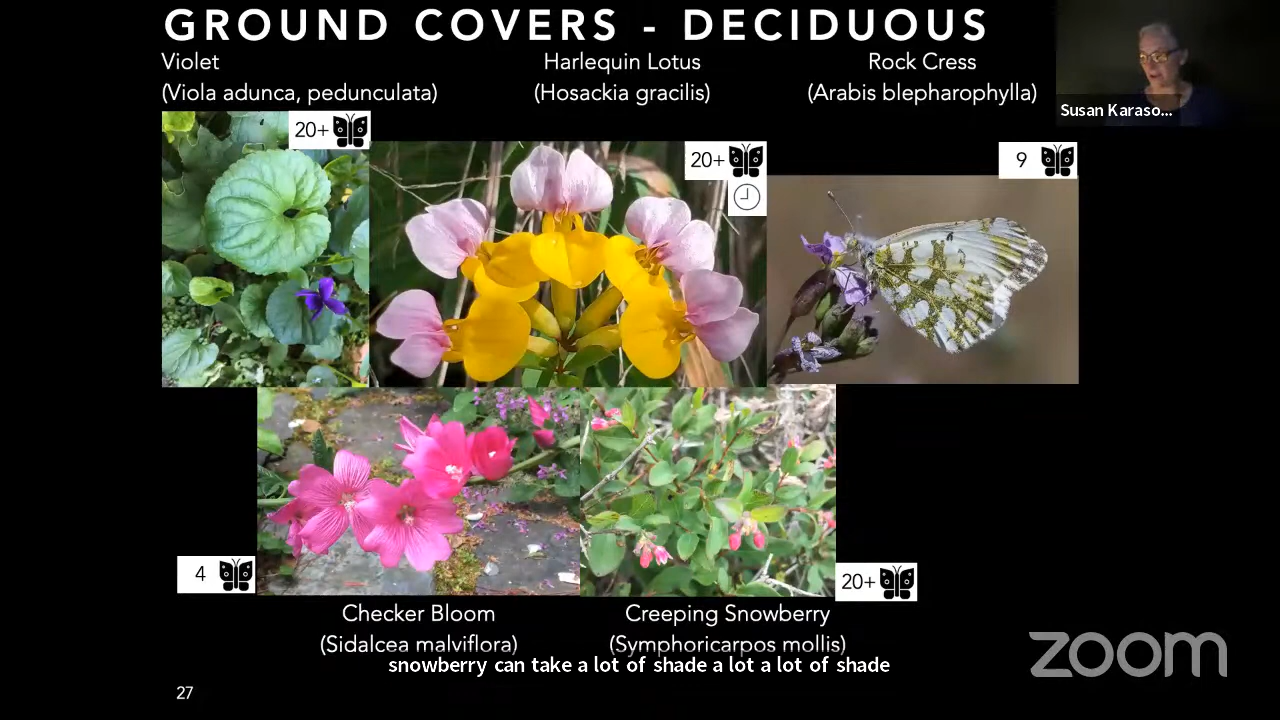 GROUND COVERS - DECIDUOUS
Violet
(Viola adunca, pedunculata)
Harlequin Lotus
(Hosackia gracilis)
Rock Cress
(Arabis blepharophylla)
Susan Karaso...
20+
20+
9
4
20+
Checker Bloom
(Sidalcea malviflora)
Creeping Snowberry
(Symphoricarpos mollis)
snowberry can take a lot of shade a lot a lot of shade
zoom
27